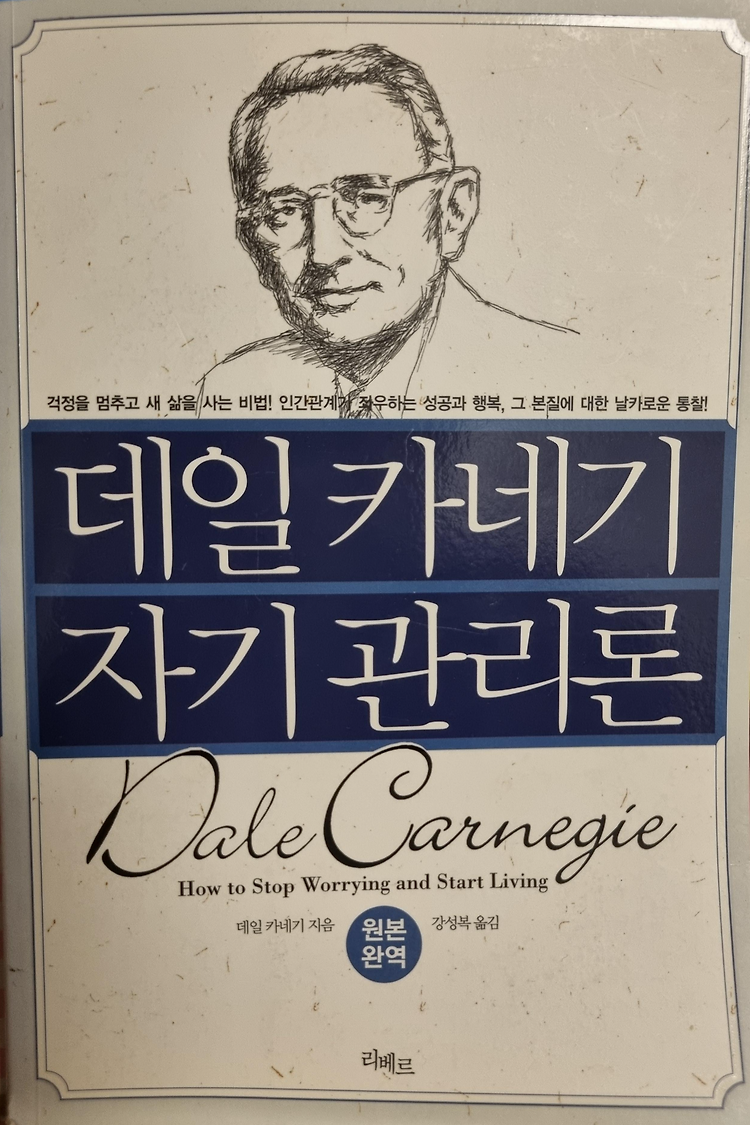 걱정을 멈추고 새 삶을 사는 비법! 인간관계가 좌우하는 성공과 행복, 그 본질에 대한 날카로운 통찰!
데일 카네기
자기 관리론
Dale Carnegie
How to Stop Worrying and Start Living
데일 카네기 지음
원본
완역
강성복 옮김
리베르